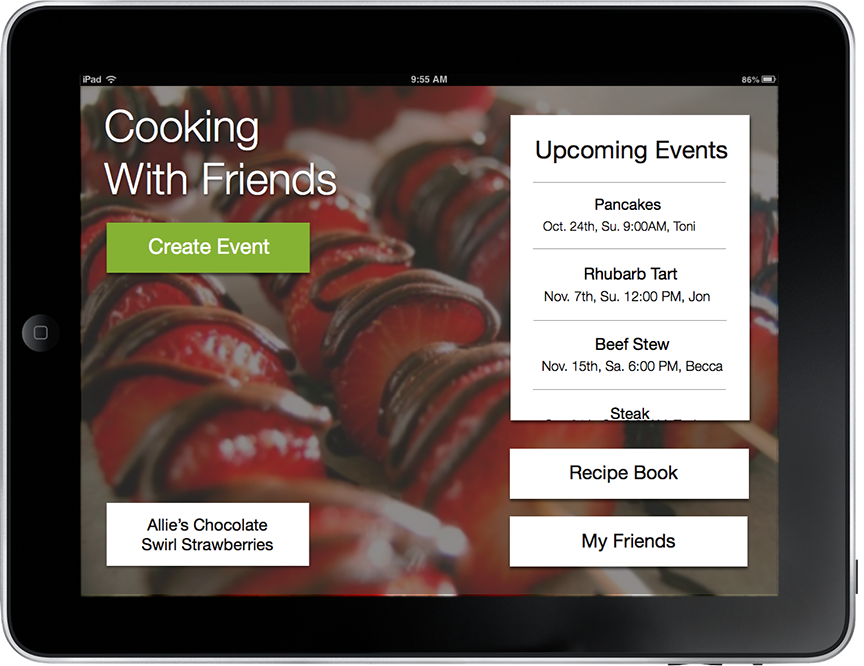 iPad
9:55 AM
86%
Cooking
With Friends
Create Event
Allie's Chocolate
Swirl Strawberries
Upcoming Events
Pancakes
Oct. 24th, Su. 9:00AM, Toni
Rhubarb Tart
Nov. 7th, Su. 12:00 PM, Jon
Beef Stew
Nov. 15th, Sa. 6:00 PM, Becca
Steak
Recipe Book
My Friends